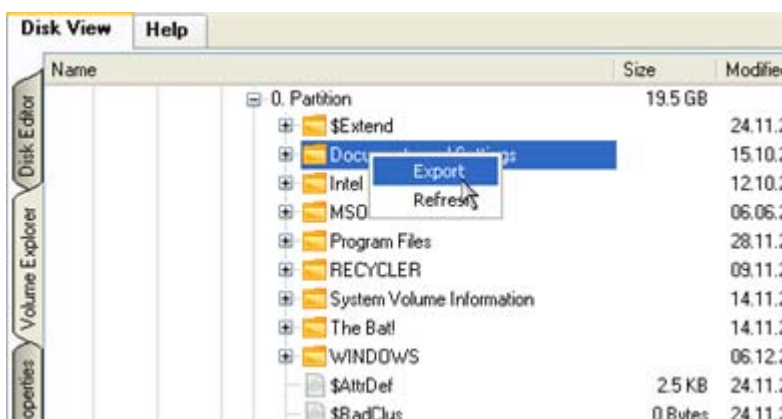 Disk View Help
Name Size Modifie
0. Partition 19.5 GB
$Extend 24.11.2
Docu gs 15.10.2
Export
Intel 12.10.2
Refresh
MSO 06.06.2
Program Files 28.11.2
RECYCLER 09.11.2
System Volume Information 14.11.2
The Bat! 14.11.2
WINDOWS 06.12.2
$AttrDef 2.5 KB 24.11.2
$BadClus 0 Bytes 24.11.2
Disk Editor
Volume Explorer
operties